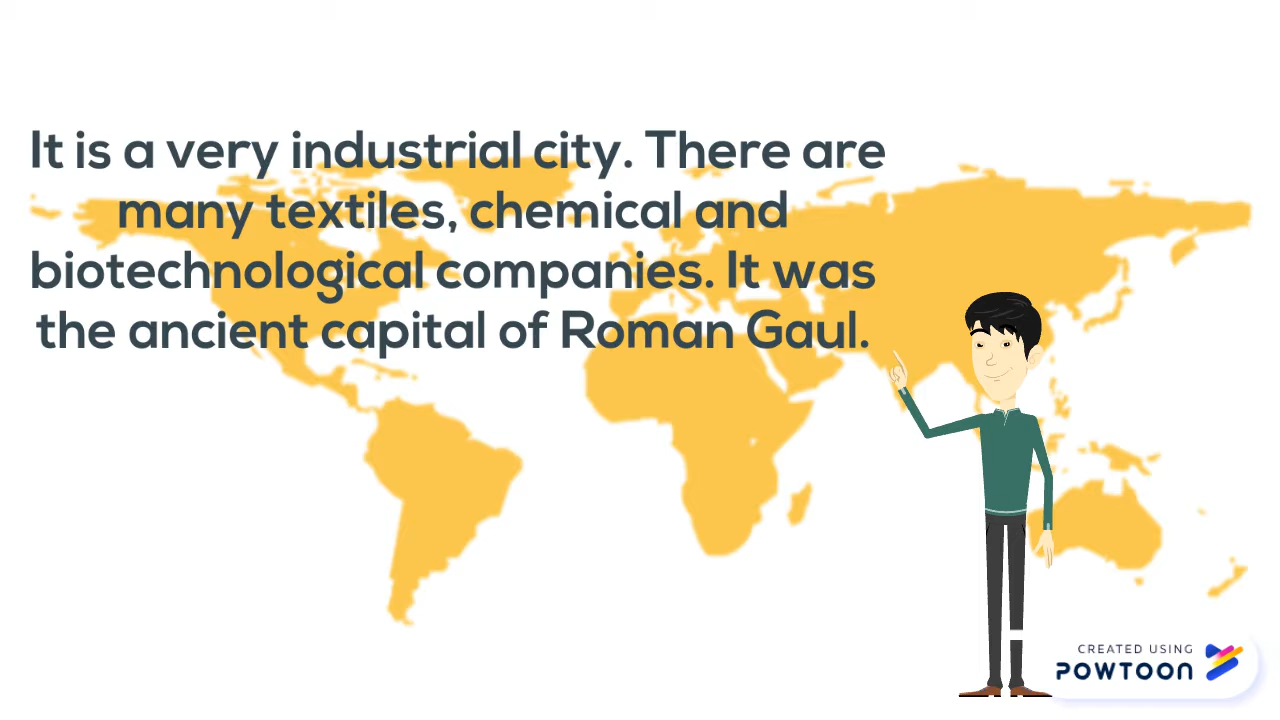 It is a very industrial city. There are
many textiles, chemical and
biotechnological companies. It was
the ancient capital of Roman Gaul.
CREATED USING
POWTOON